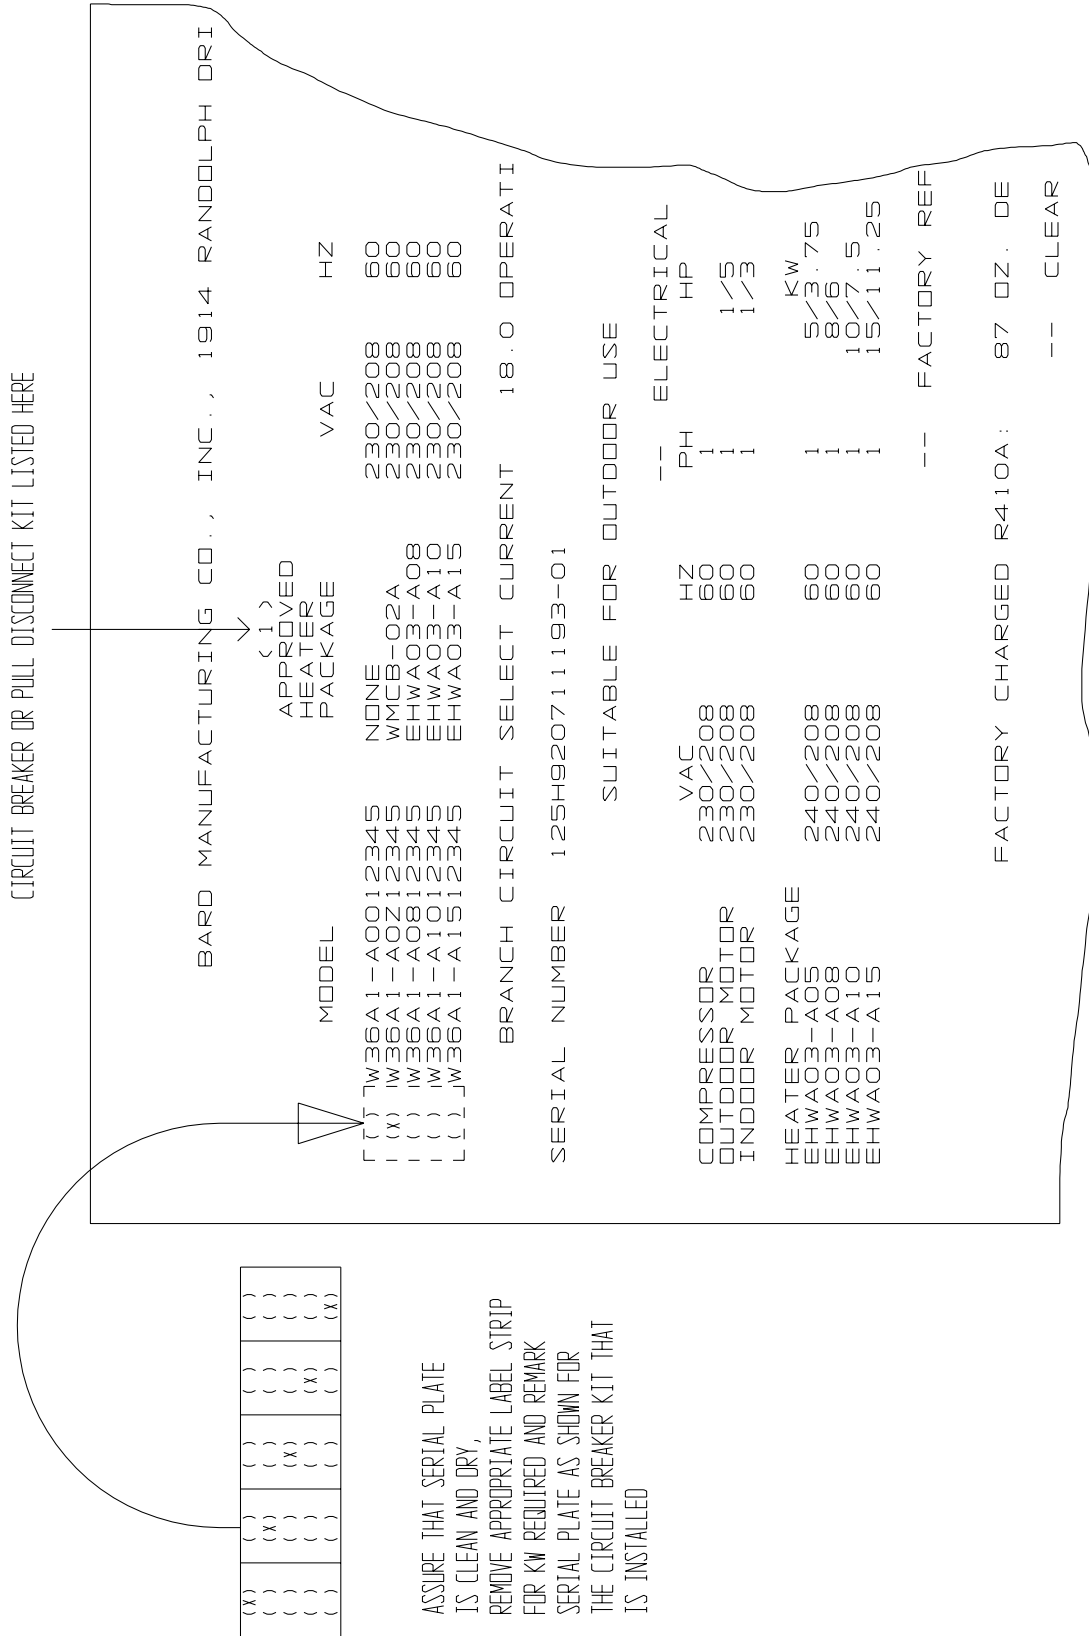 CIRCUIT BREAKER OR PULL DISCONNECT KIT LISTED HERE
BARD MANUFACTURING CO., INC., 1914 RANDOLPH DRI
(1)
APPROVED
HEATER
MODEL PACKAGE VAC HZ
( ) W36A1-A0012345 NONE 230/208 60
(X) W36A1-A0Z12345 WMCB-02A 230/208 60
( ) W36A1-A0812345 EHWA03-A08 230/208 60
( ) W36A1-A1012345 EHWA03-A10 230/208 60
( ) W36A1-A1512345 EHWA03-A15 230/208 60
BRANCH CIRCUIT SELECT CURRENT 18.0 OPERATI
SERIAL NUMBER 125H920711193-01
SUITABLE FOR OUTDOOR USE
-- ELECTRICAL
VAC HZ PH HP
COMPRESSOR 230/208 60 1
OUTDOOR MOTOR 230/208 60 1 1/5
INDOOR MOTOR 230/208 60 1 1/3
HEATER PACKAGE KW
EHWA03-A05 240/208 60 1 5/3.75
EHWA03-A08 240/208 60 1 8/6
EHWA03-A10 240/208 60 1 10/7.5
EHWA03-A15 240/208 60 1 15/11.25
-- FACTORY REF
FACTORY CHARGED R410A: 87 OZ. DE
-- CLEAR
(X) ( ) ( ) ( ) ( )
( ) (X) ( ) ( ) ( )
( ) ( ) (X) ( ) ( )
( ) ( ) ( ) (X) ( )
( ) ( ) ( ) ( ) (X)
ASSURE THAT SERIAL PLATE
IS CLEAN AND DRY,
REMOVE APPROPRIATE LABEL STRIP
FOR KW REQUIRED AND REMARK
SERIAL PLATE AS SHOWN FOR
THE CIRCUIT BREAKER KIT THAT
IS INSTALLED